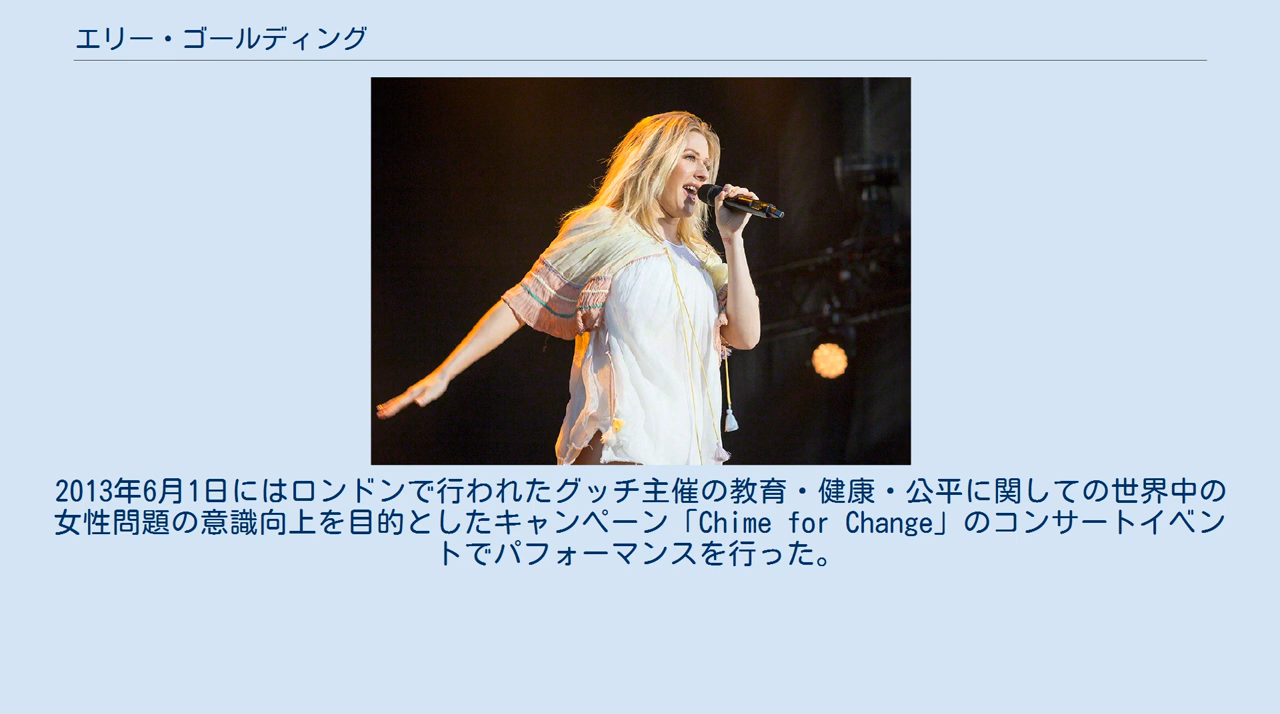 エリー・ゴールディング
2013年6月1日にはロンドンで行われたグッチ主催の教育・健康・公平に関しての世界中の
女性問題の意識向上を目的としたキャンペーン「Chime for Change」のコンサートイベン
トでパフォーマンスを行った。